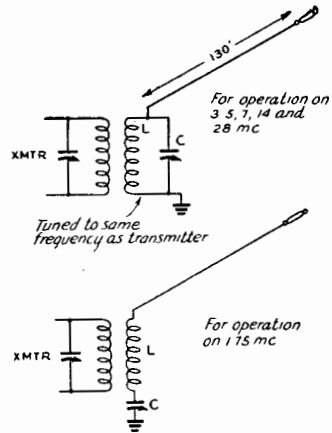 130'
For operation on
3 5, 7, 14 and
28 mc
L
C
XMTR
Tuned to same
frequency as transmitter
For operation
on 1 75 mc
XMTR
L
C